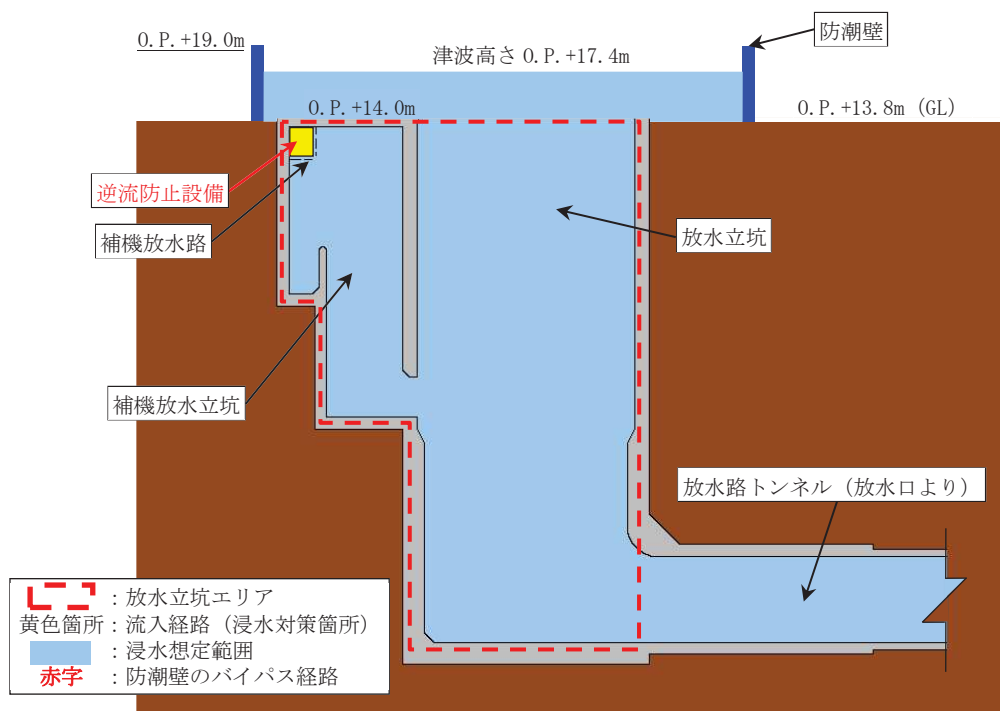 防潮壁
O.P.+19.0m
津波高さ O.P.+17.4m
O.P.+14.0m
O.P.+13.8m (GL)
逆流防止設備
補機放水路
放水立坑
補機放水立坑
放水路トンネル（放水口より）
：放水立坑エリア
黄色箇所：流入経路（浸水対策箇所）
：浸水想定範囲
赤字：防潮壁のバイパス経路